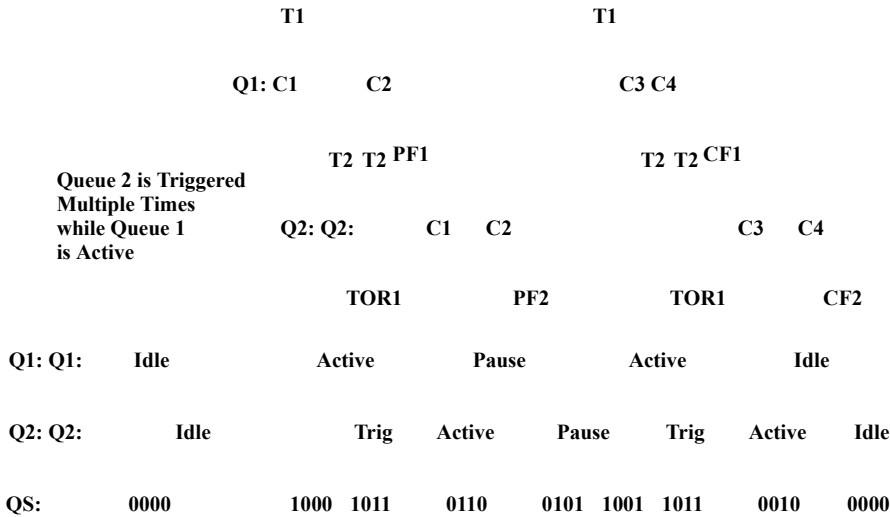 T1 T1
Q1: C1 C2 C3 C4
T2 T2 PF1 T2 T2 CF1
Queue 2 is Triggered
Multiple Times
while Queue 1
is Active
Q2: Q2: C1 C2 C3 C4
TOR1 PF2 TOR1 CF2
Q1: Q1: Idle Active Pause Active Idle
Q2: Q2: Idle Trig Active Pause Trig Active Idle
QS: 0000 1000 1011 0110 0101 1001 1011 0010 0000